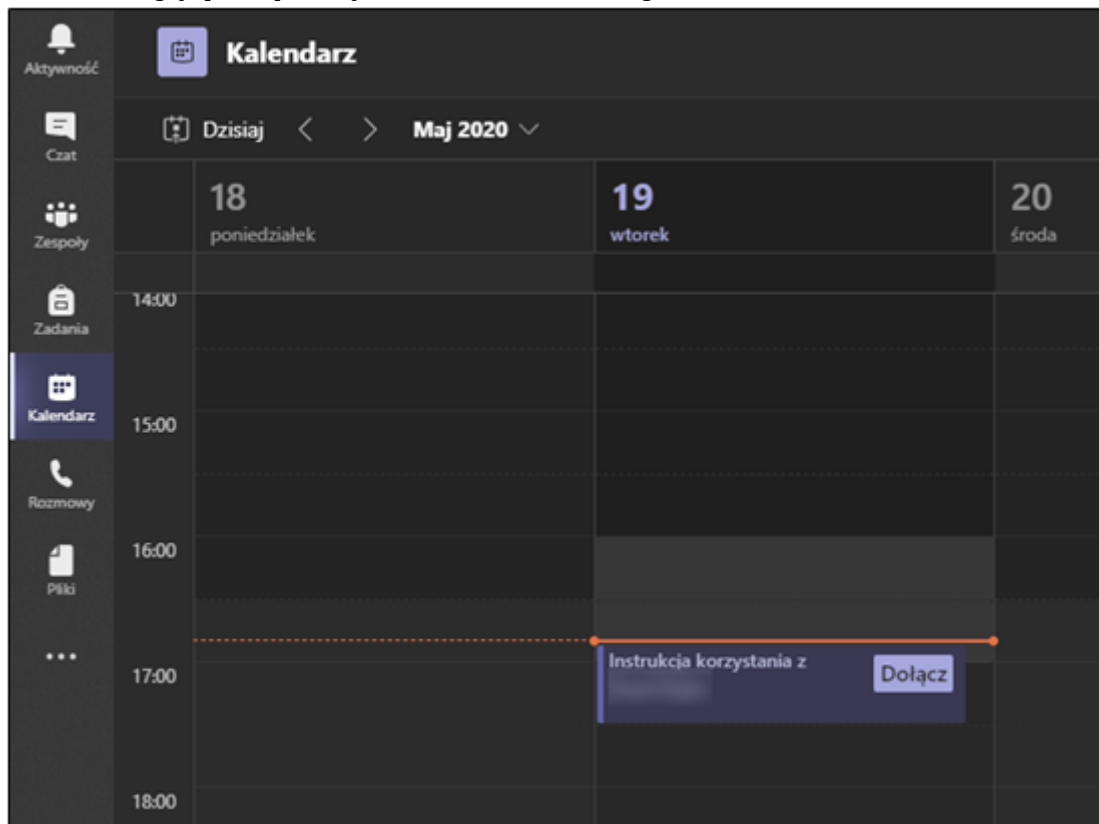 Aktywność
Czat
Zespoły
Zadania
Kalendarz
Rozmowy
Pliki
Kalendarz
Dzisiaj < > Maj 2020
18
poniedziałek
19
wtorek
20
środa
14:00
15:00
16:00
17:00
18:00
Instrukcja korzystania z
Dołącz